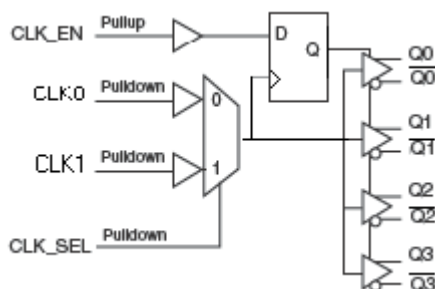 CLK_EN Pullup
D Q
CLK0 Pulldown
0
CLK1 Pulldown
1
CLK_SEL Pulldown
Q0
Q0
Q1
Q1
Q2
Q2
Q3
Q3